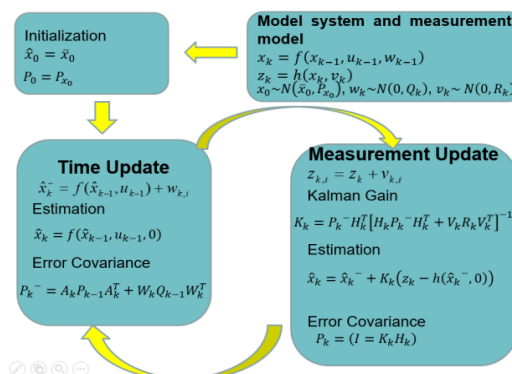 Initialization
x̂₀ = x̄₀
P₀ = Pₓ₀
Model system and measurement
model
xₖ = f(xₖ₋₁, uₖ₋₁, wₖ₋₁)
zₖ = h(xₖ, vₖ)
x₀~N(x̄₀, Pₓ₀), wₖ~N(0, Qₖ), vₖ~ N(0, Rₖ)
Time Update
x̂ₖ⁻ = f(x̂ₖ₋₁, uₖ₋₁) + wₖ,ᵢ
Estimation
x̂ₖ = f(x̂ₖ₋₁, uₖ₋₁, 0)
Error Covariance
Pₖ⁻ = AₖPₖ₋₁Aₖᵀ + WₖQₖ₋₁Wₖᵀ
Measurement Update
zₖ,ᵢ = zₖ + vₖ,ᵢ
Kalman Gain
Kₖ = Pₖ⁻Hₖᵀ[HₖPₖ⁻Hₖᵀ + VₖRₖVₖᵀ]⁻¹
Estimation
x̂ₖ = x̂ₖ⁻ + Kₖ(zₖ − h(x̂ₖ⁻, 0))
Error Covariance
Pₖ = (I = KₖHₖ)